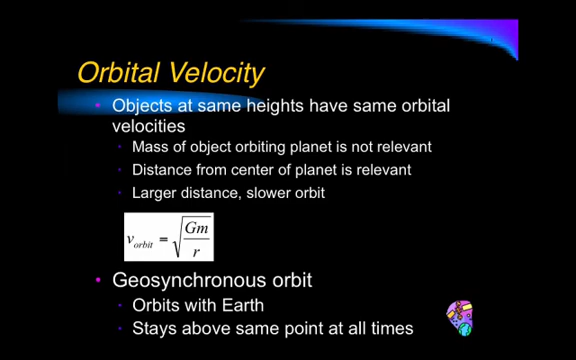 Orbital Velocity
Objects at same heights have same orbital
velocities
Mass of object orbiting planet is not relevant
Distance from center of planet is relevant
Larger distance, slower orbit
v_orbit = √(Gm/r)
Geosynchronous orbit
Orbits with Earth
Stays above same point at all times